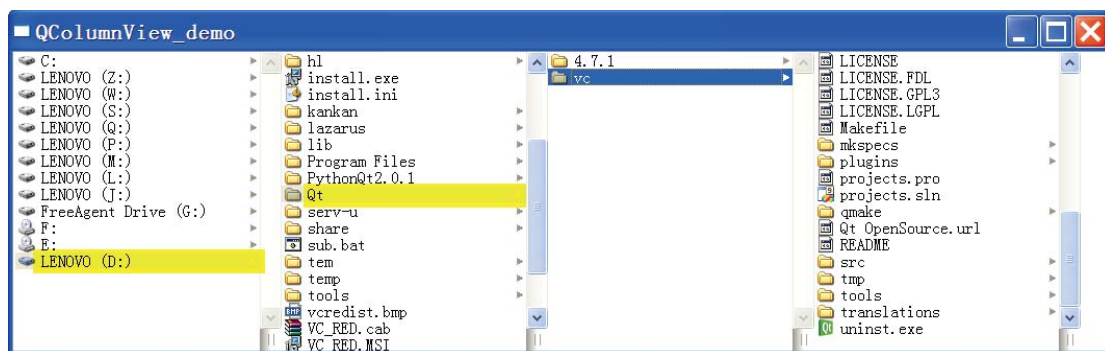 QColumnView_demo
C:
LENOVO (Z:)
LENOVO (W:)
LENOVO (S:)
LENOVO (Q:)
LENOVO (P:)
LENOVO (M:)
LENOVO (L:)
LENOVO (J:)
FreeAgent Drive (G:)
F:
E:
LENOVO (D:)
hl
install.exe
install.ini
kankan
lazarus
lib
Program Files
PythonQt2.0.1
Qt
serv-u
share
sub.bat
tem
temp
tools
vcredist.bmp
VC_RED.cab
VC_RED.MSI
4.7.1
vc
LICENSE
LICENSE.FDL
LICENSE.GPL3
LICENSE.LGPL
Makefile
mkspecs
plugins
projects.pro
projects.sln
qmake
Qt OpenSource.url
README
src
tmp
tools
translations
uninst.exe